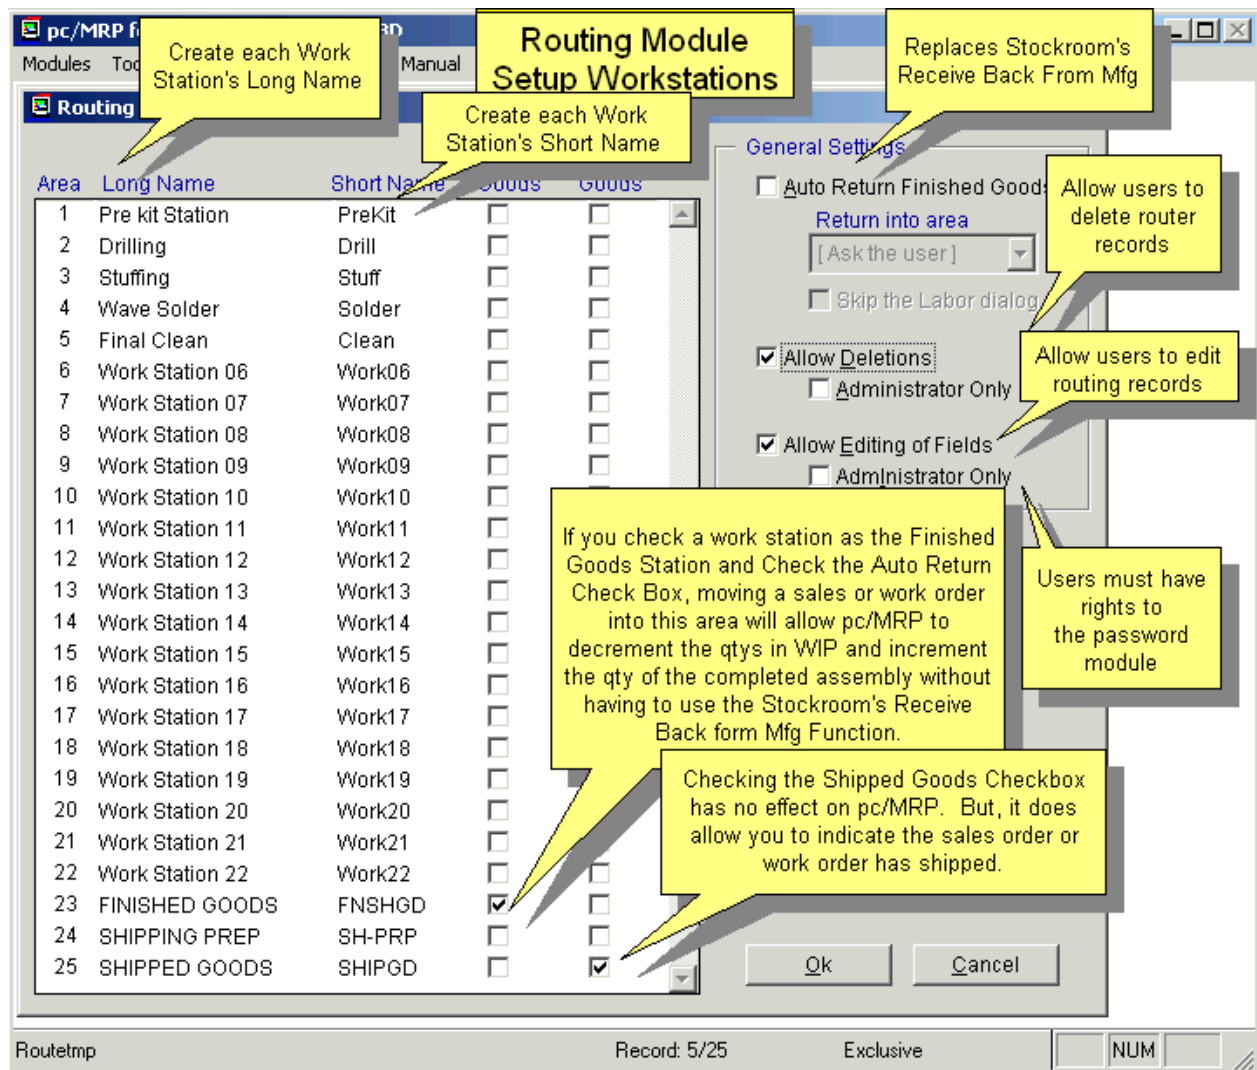 pc/MRP f
Routing Module
Setup Workstations
Create each Work
Station's Long Name
Replaces Stockroom's
Receive Back From Mfg
Modules
Manual
Routing
Create each Work
Station's Short Name
General Settings
Area Long Name Short Name Goods Goods
1 Pre kit Station PreKit
2 Drilling Drill
3 Stuffing Stuff
4 Wave Solder Solder
5 Final Clean Clean
6 Work Station 06 Work06
7 Work Station 07 Work07
8 Work Station 08 Work08
9 Work Station 09 Work09
10 Work Station 10 Work10
11 Work Station 11 Work11
12 Work Station 12 Work12
13 Work Station 13 Work13
14 Work Station 14 Work14
15 Work Station 15 Work15
16 Work Station 16 Work16
17 Work Station 17 Work17
18 Work Station 18 Work18
19 Work Station 19 Work19
20 Work Station 20 Work20
21 Work Station 21 Work21
22 Work Station 22 Work22
23 FINISHED GOODS FNSHGD
24 SHIPPING PREP SH-PRP
25 SHIPPED GOODS SHIPGD
Auto Return Finished Goods
Return into area
[ Ask the user ]
Skip the Labor dialog
Allow Deletions
Administrator Only
Allow Editing of Fields
AdmInistrator Only
Allow users to
delete router
records
Allow users to edit
routing records
Users must have
rights to
the password
module
If you check a work station as the Finished
Goods Station and Check the Auto Return
Check Box, moving a sales or work order
into this area will allow pc/MRP to
decrement the qtys in WIP and increment
the qty of the completed assembly without
having to use the Stockroom's Receive
Back form Mfg Function.
Checking the Shipped Goods Checkbox
has no effect on pc/MRP. But, it does
allow you to indicate the sales order or
work order has shipped.
Ok
Cancel
Routetmp Record: 5/25 Exclusive NUM